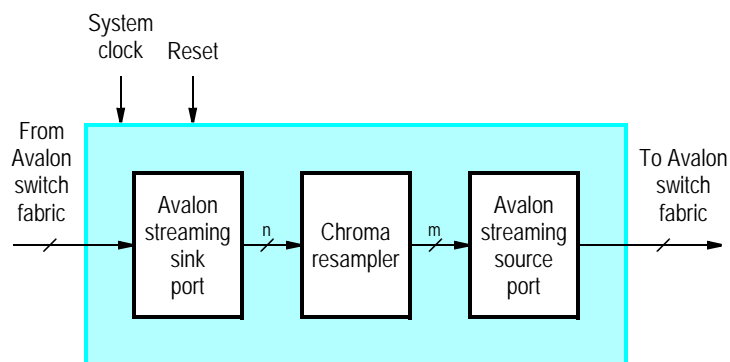 System
clock
Reset
From
Avalon
switch
fabric
To Avalon
switch
fabric
Avalon
streaming
sink
port
n
Chroma
resampler
m
Avalon
streaming
source
port